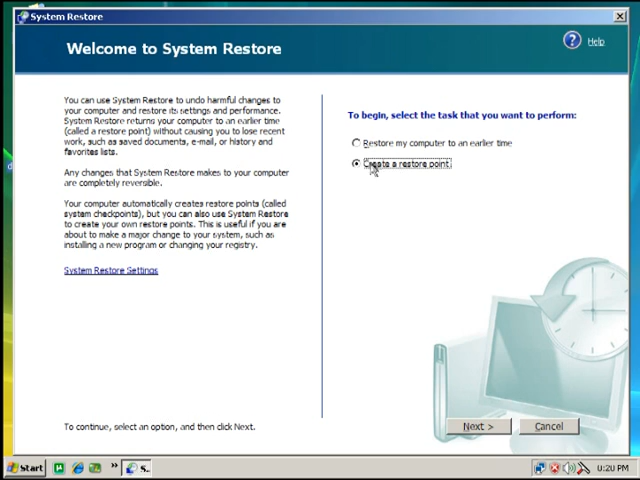 System Restore
Welcome to System Restore
Help
You can use System Restore to undo harmful changes to
your computer and restore its settings and performance.
System Restore returns your computer to an earlier time
(called a restore point) without causing you to lose recent
work, such as saved documents, e-mail, or history and
favorites lists.
Any changes that System Restore makes to your computer
are completely reversible.
Your computer automatically creates restore points (called
system checkpoints), but you can also use System Restore
to create your own restore points. This is useful if you are
about to make a major change to your system, such as
installing a new program or changing your registry.
System Restore Settings
To begin, select the task that you want to perform:
Restore my computer to an earlier time
Create a restore point
To continue, select an option, and then click Next.
Next >
Cancel
Start
S..